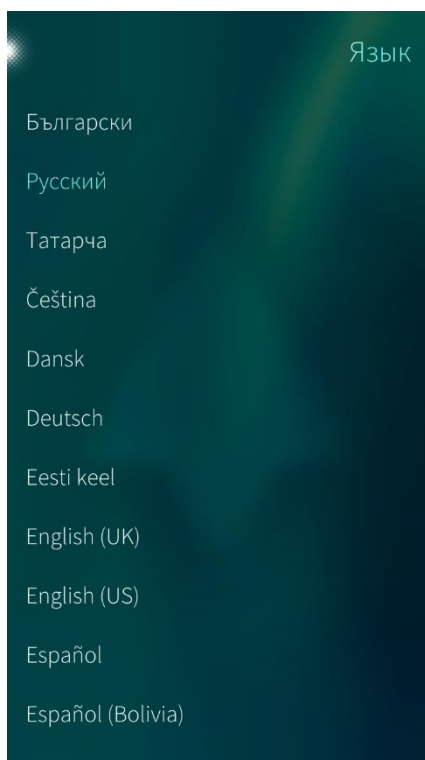 Язык
Български
Русский
Татарча
Čeština
Dansk
Deutsch
Eesti keel
English (UK)
English (US)
Español
Español (Bolivia)